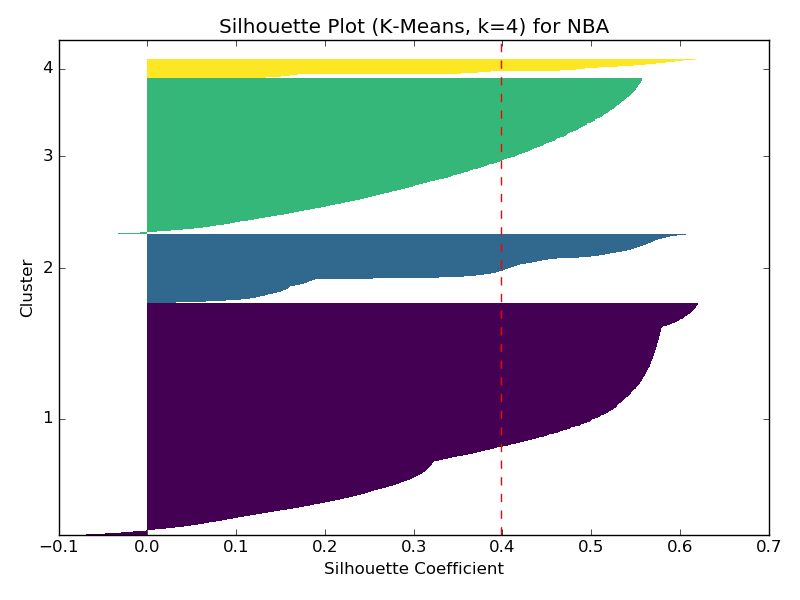 Silhouette Plot (K-Means, k=4) for NBA
4
3
2
1
Cluster
−0.1 0.0 0.1 0.2 0.3 0.4 0.5 0.6 0.7
Silhouette Coefficient